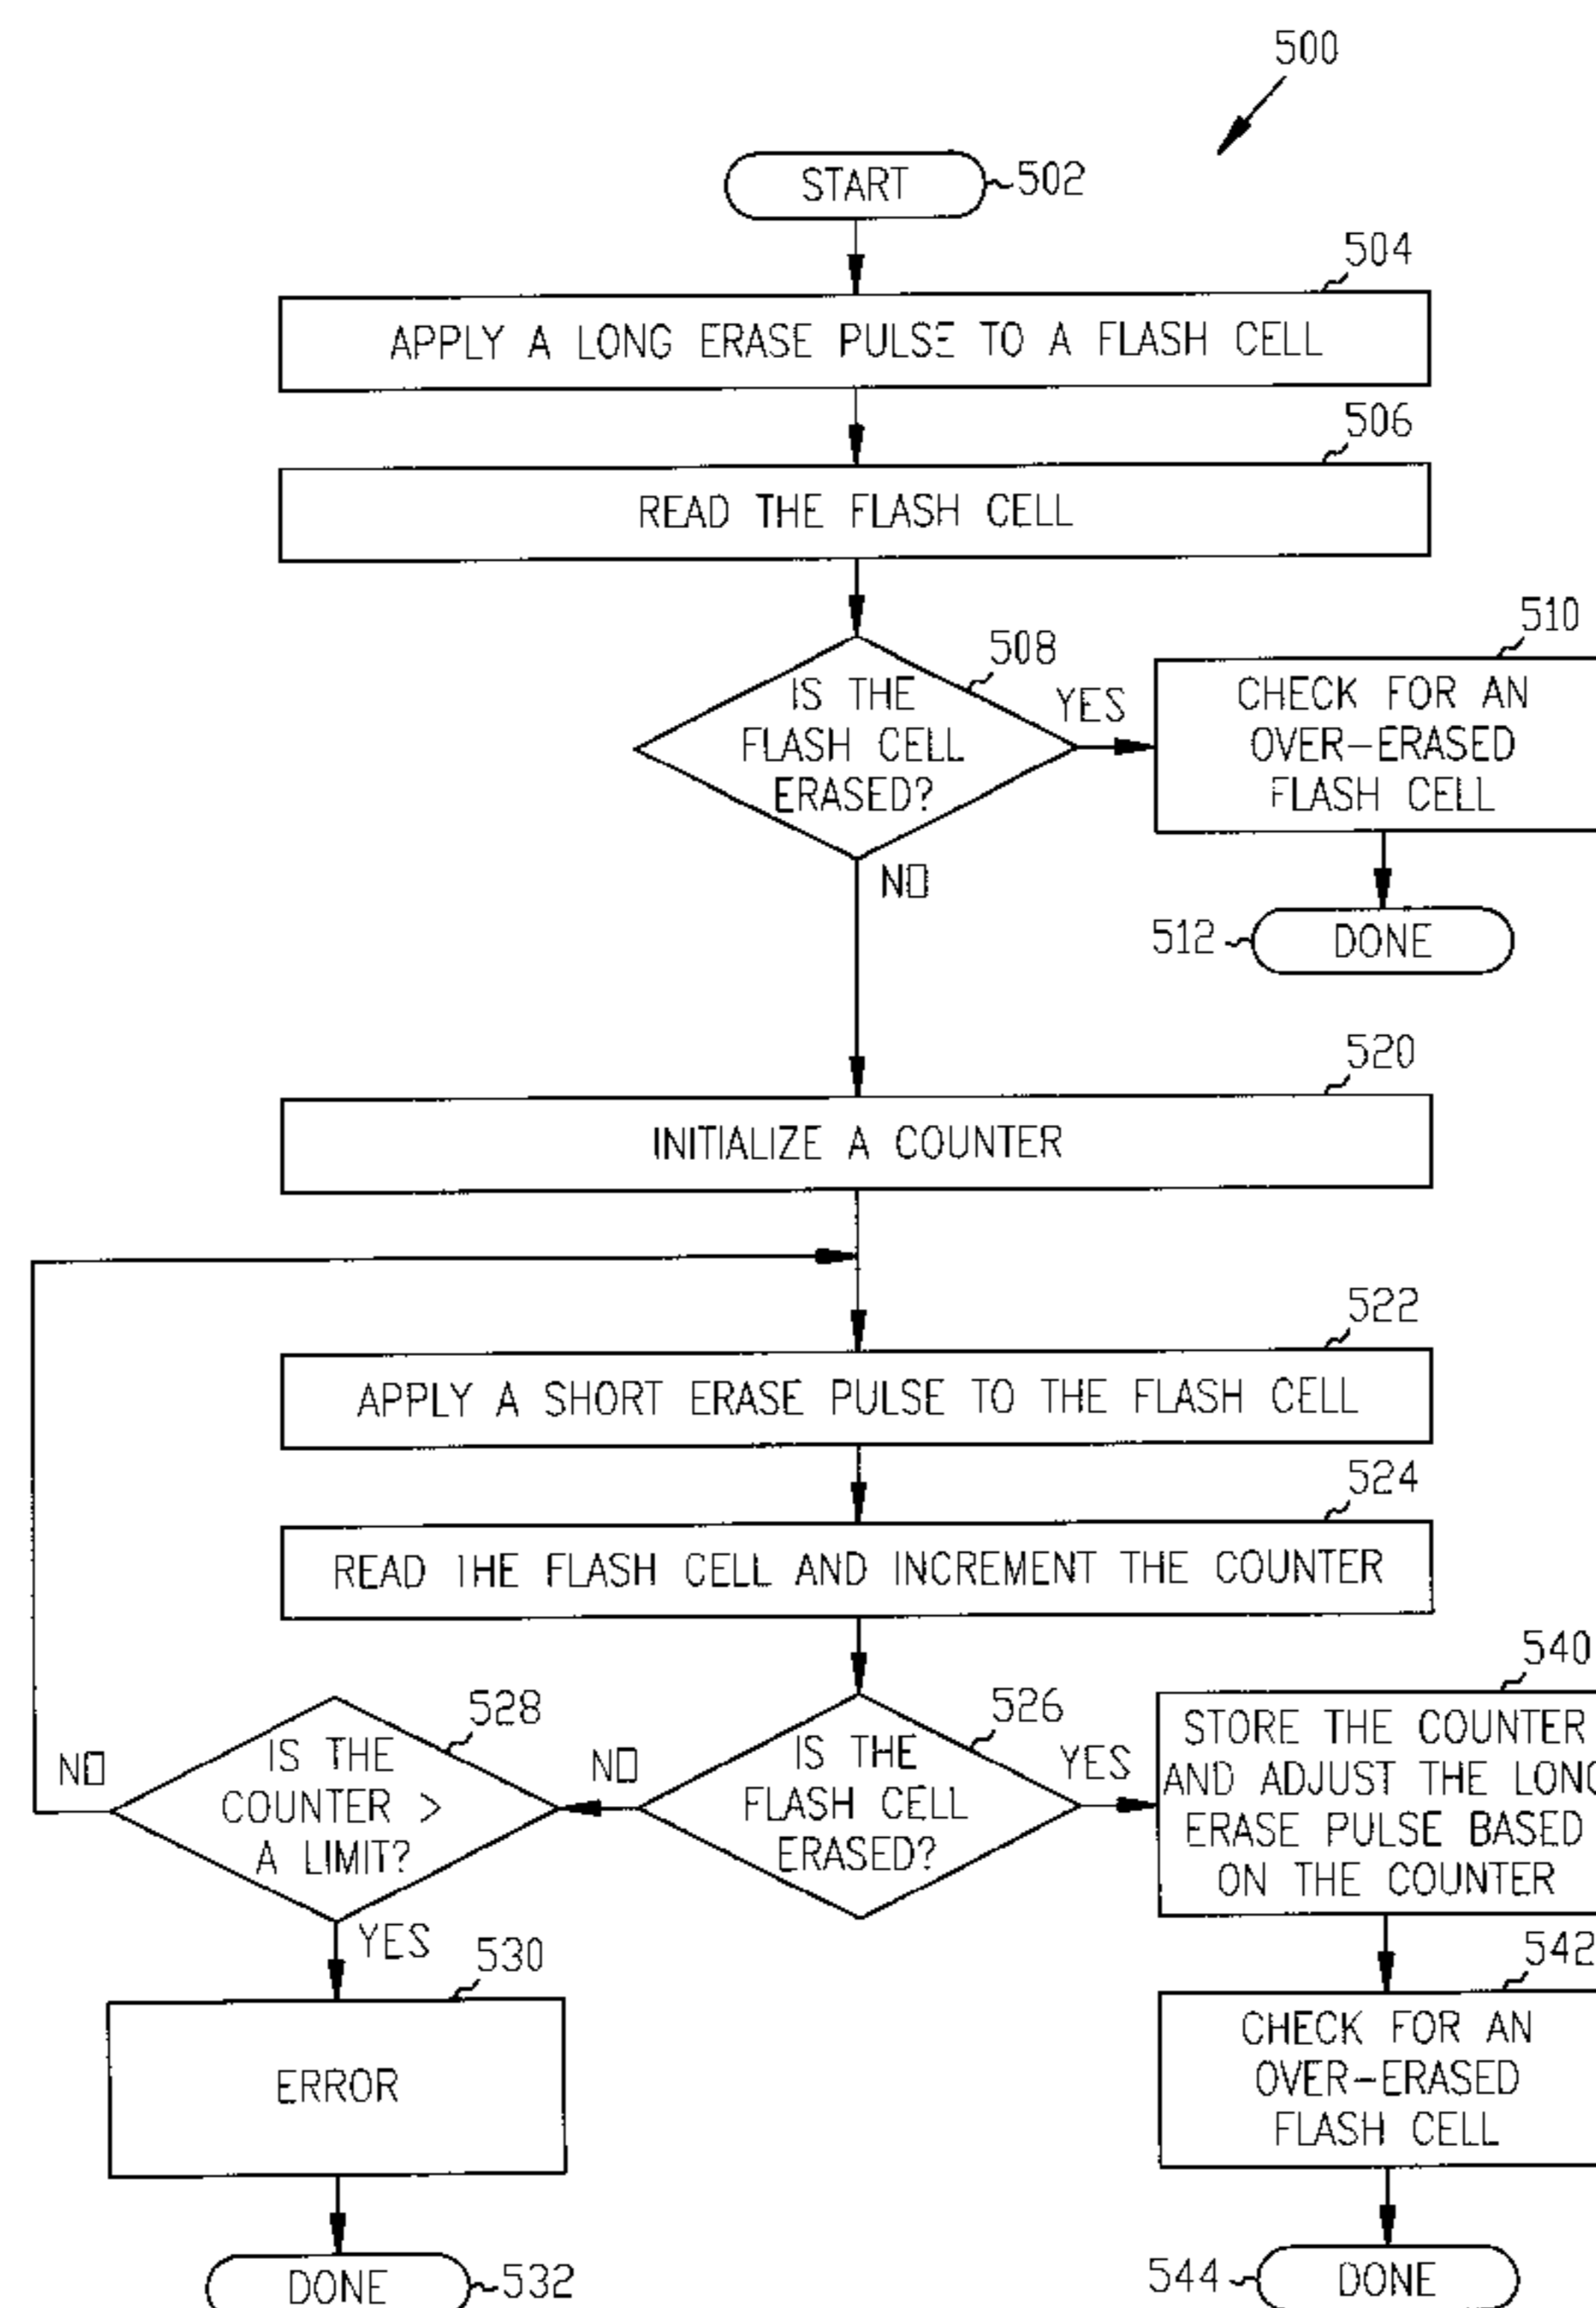 500
START
502
504
APPLY A LONG ERASE PULSE TO A FLASH CELL
506
READ THE FLASH CELL
508
IS THE
FLASH CELL
ERASED?
YES
NO
510
CHECK FOR AN
OVER-ERASED
FLASH CELL
512
DONE
520
INITIALIZE A COUNTER
522
APPLY A SHORT ERASE PULSE TO THE FLASH CELL
524
READ THE FLASH CELL AND INCREMENT THE COUNTER
526
IS THE
FLASH CELL
ERASED?
NO
YES
528
IS THE
COUNTER >
A LIMIT?
NO
YES
530
ERROR
DONE
532
540
STORE THE COUNTER
AND ADJUST THE LONG
ERASE PULSE BASED
ON THE COUNTER
542
CHECK FOR AN
OVER-ERASED
FLASH CELL
544
DONE